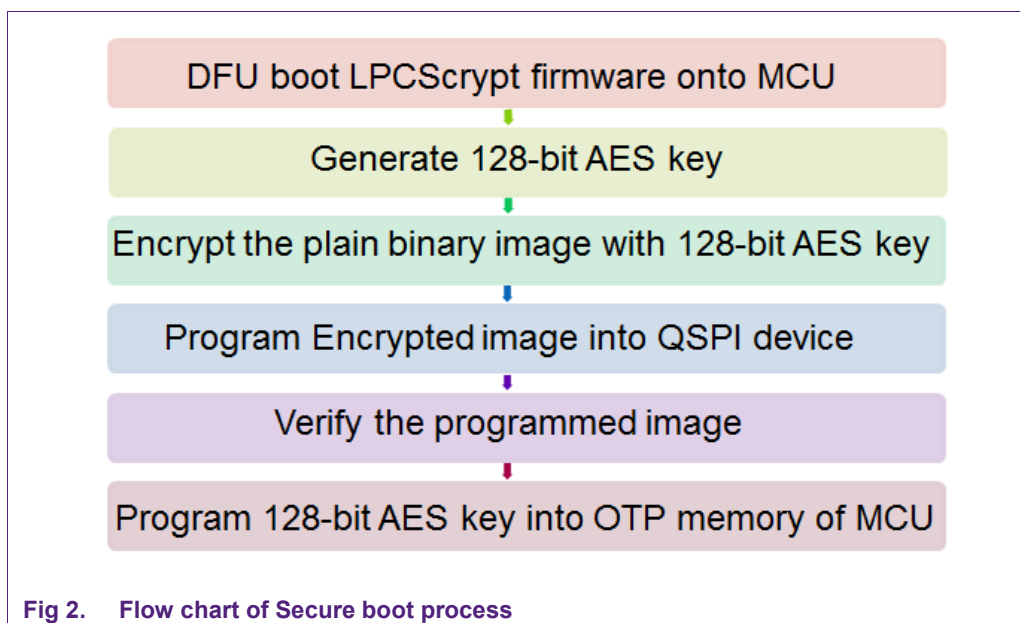 DFU boot LPCScrypt firmware onto MCU
Generate 128-bit AES key
Encrypt the plain binary image with 128-bit AES key
Program Encrypted image into QSPI device
Verify the programmed image
Program 128-bit AES key into OTP memory of MCU
Fig 2. Flow chart of Secure boot process